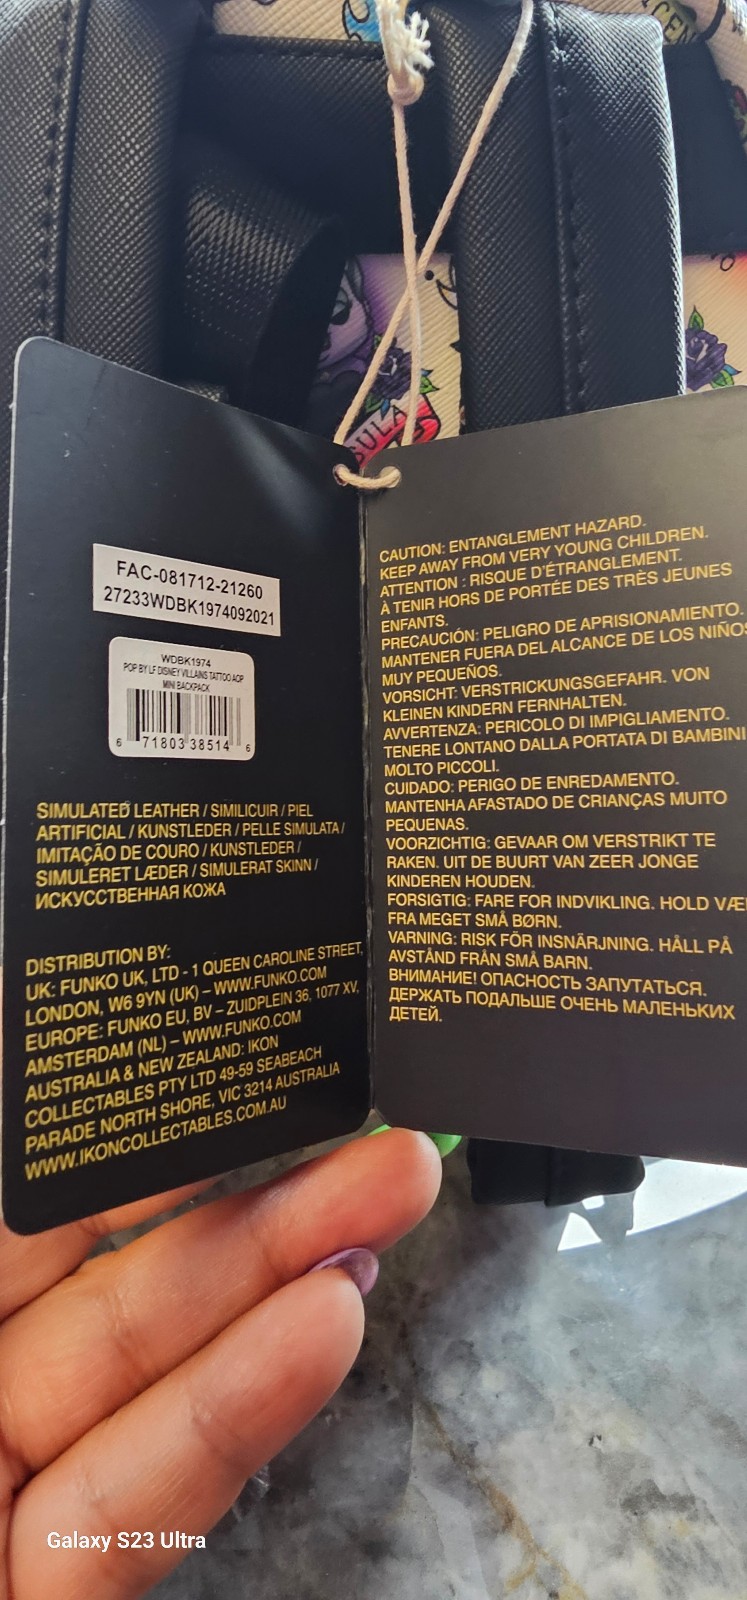 CEN
SULA
FAC-081712-21260
27233WDBK1974092021
WDBK1974
POP BY LF DISNEY VILLAINS TATTOO AOP
MINI BACKPACK
6 71803 38514 6
SIMULATED LEATHER / SIMILICUIR / PIEL
ARTIFICIAL / KUNSTLEDER / PELLE SIMULATA /
IMITAÇÃO DE COURO / KUNSTLEDER /
SIMULERET LÆDER / SIMULERAT SKINN /
ИСКУССТВЕННАЯ КОЖА
DISTRIBUTION BY:
UK: FUNKO UK, LTD - 1 QUEEN CAROLINE STREET,
LONDON, W6 9YN (UK) – WWW.FUNKO.COM
EUROPE: FUNKO EU, BV – ZUIDPLEIN 36, 1077 XV,
AMSTERDAM (NL) – WWW.FUNKO.COM
AUSTRALIA & NEW ZEALAND: IKON
COLLECTABLES PTY LTD 49-59 SEABEACH
PARADE NORTH SHORE, VIC 3214 AUSTRALIA
WWW.IKONCOLLECTABLES.COM.AU
CAUTION: ENTANGLEMENT HAZARD.
KEEP AWAY FROM VERY YOUNG CHILDREN.
ATTENTION : RISQUE D'ÉTRANGLEMENT.
À TENIR HORS DE PORTÉE DES TRÈS JEUNES
ENFANTS.
PRECAUCIÓN: PELIGRO DE APRISIONAMIENTO.
MANTENER FUERA DEL ALCANCE DE LOS NIÑOS
MUY PEQUEÑOS.
VORSICHT: VERSTRICKUNGSGEFAHR. VON
KLEINEN KINDERN FERNHALTEN.
AVVERTENZA: PERICOLO DI IMPIGLIAMENTO.
TENERE LONTANO DALLA PORTATA DI BAMBINI
MOLTO PICCOLI.
CUIDADO: PERIGO DE ENREDAMENTO.
MANTENHA AFASTADO DE CRIANÇAS MUITO
PEQUENAS.
VOORZICHTIG: GEVAAR OM VERSTRIKT TE
RAKEN. UIT DE BUURT VAN ZEER JONGE
KINDEREN HOUDEN.
FORSIGTIG: FARE FOR INDVIKLING. HOLD VÆ
FRA MEGET SMÅ BØRN.
VARNING: RISK FÖR INSNÄRJNING. HÅLL PÅ
AVSTÅND FRÅN SMÅ BARN.
ВНИМАНИЕ! ОПАСНОСТЬ ЗАПУТАТЬСЯ.
ДЕРЖАТЬ ПОДАЛЬШЕ ОЧЕНЬ МАЛЕНЬКИХ
ДЕТЕЙ.
Galaxy S23 Ultra